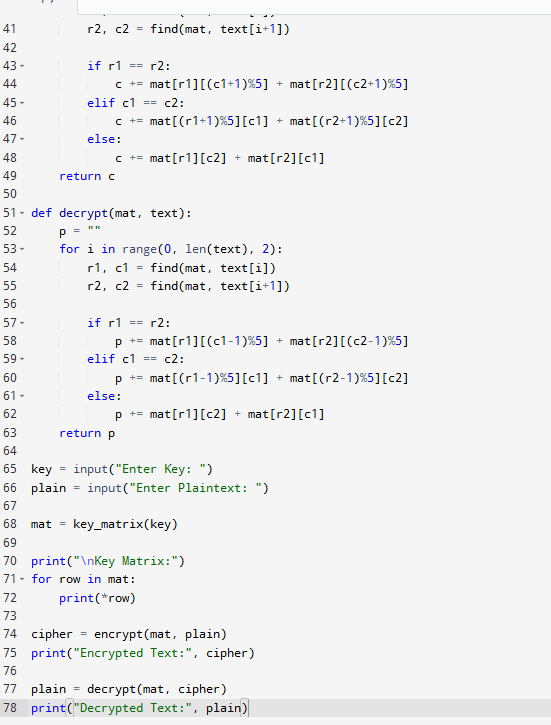 41 r2, c2 = find(mat, text[i+1])
42
43 if r1 == r2:
44 c += mat[r1][(c1+1)%5] + mat[r2][(c2+1)%5]
45 elif c1 == c2:
46 c += mat[(r1+1)%5][c1] + mat[(r2+1)%5][c2]
47 else:
48 c += mat[r1][c2] + mat[r2][c1]
49 return c
50
51 def decrypt(mat, text):
52 p = ""
53 for i in range(0, len(text), 2):
54 r1, c1 = find(mat, text[i])
55 r2, c2 = find(mat, text[i+1])
56
57 if r1 == r2:
58 p += mat[r1][(c1-1)%5] + mat[r2][(c2-1)%5]
59 elif c1 == c2:
60 p += mat[(r1-1)%5][c1] + mat[(r2-1)%5][c2]
61 else:
62 p += mat[r1][c2] + mat[r2][c1]
63 return p
64
65 key = input("Enter Key: ")
66 plain = input("Enter Plaintext: ")
67
68 mat = key_matrix(key)
69
70 print("\nKey Matrix:")
71 for row in mat:
72 print(*row)
73
74 cipher = encrypt(mat, plain)
75 print("Encrypted Text:", cipher)
76
77 plain = decrypt(mat, cipher)
78 print("Decrypted Text:", plain)